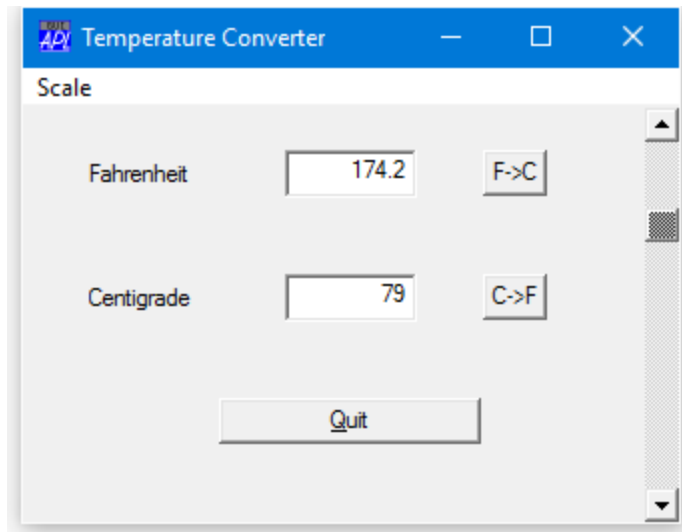 Temperature Converter
Scale
Fahrenheit 174.2 F->C
Centigrade 79 C->F
Quit